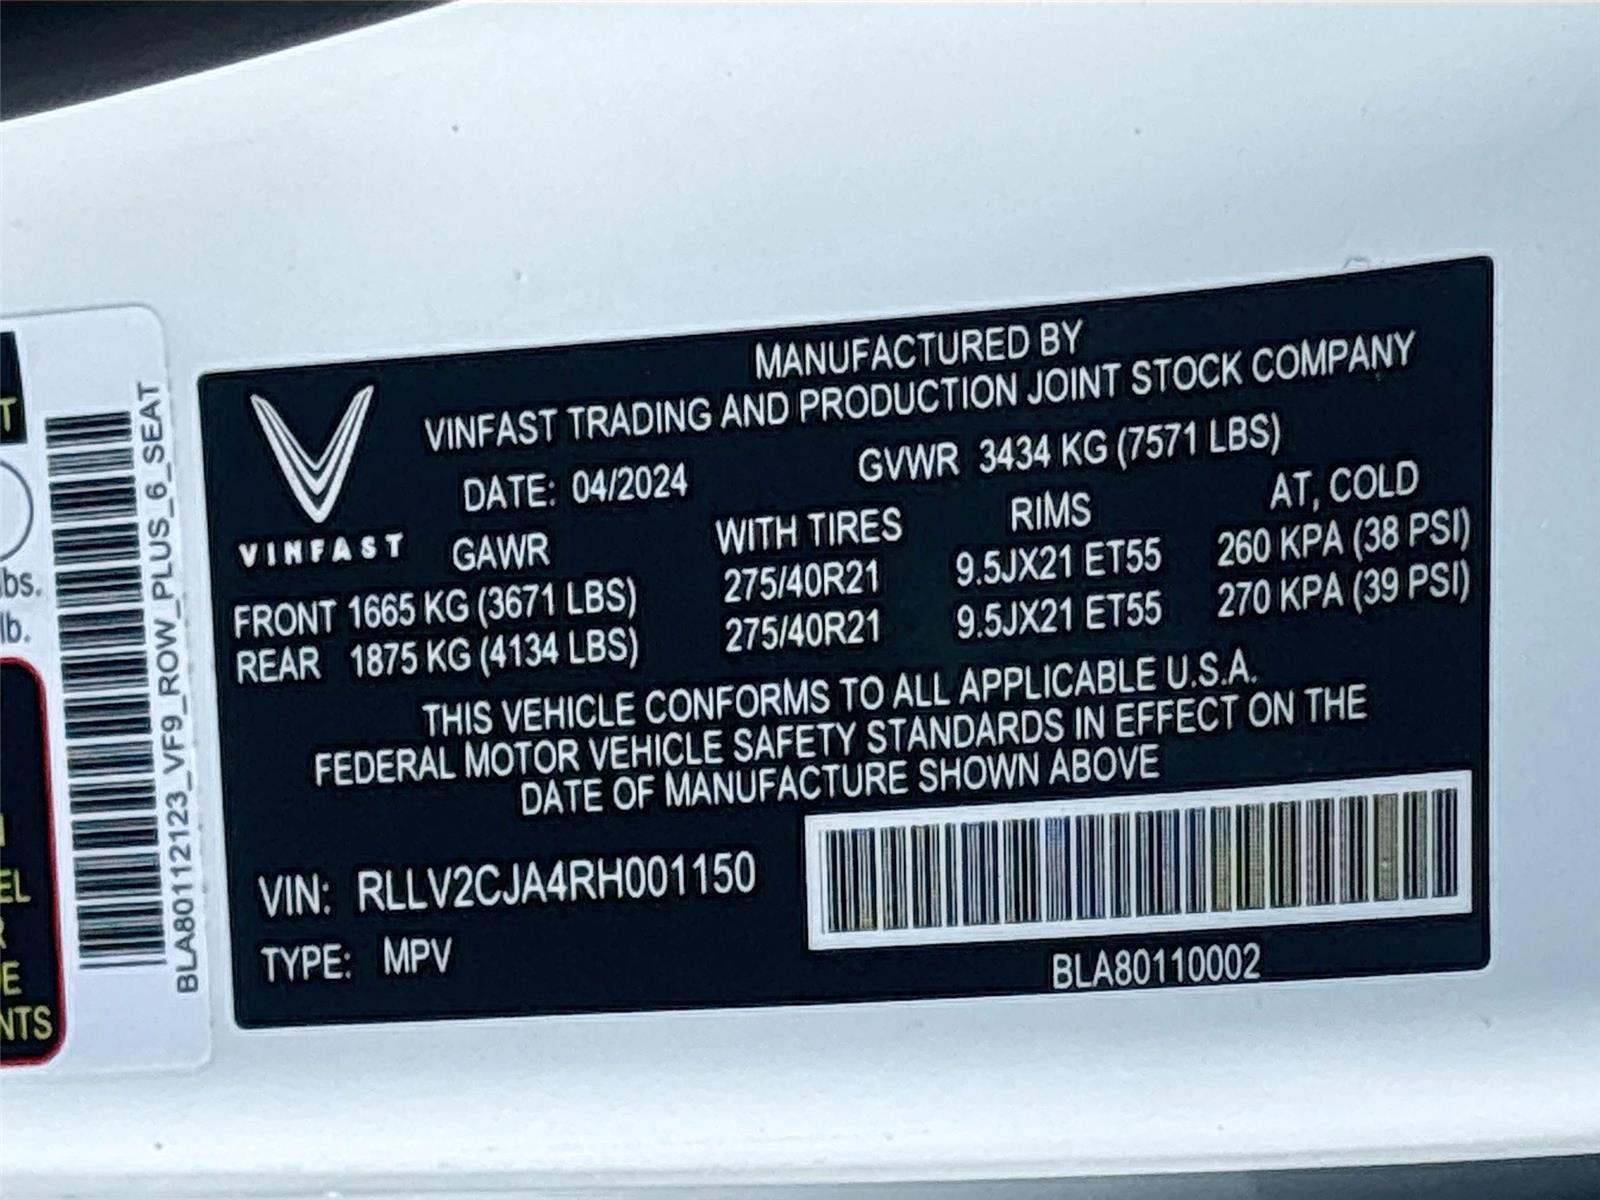 T
lbs.
lb.
EL
E
NTS
BLA80112123_VF9_ROW_PLUS_6_SEAT
VINFAST
MANUFACTURED BY
VINFAST TRADING AND PRODUCTION JOINT STOCK COMPANY
DATE: 04/2024 GVWR 3434 KG (7571 LBS)
GAWR WITH TIRES RIMS AT, COLD
FRONT 1665 KG (3671 LBS) 275/40R21 9.5JX21 ET55 260 KPA (38 PSI)
REAR 1875 KG (4134 LBS) 275/40R21 9.5JX21 ET55 270 KPA (39 PSI)
THIS VEHICLE CONFORMS TO ALL APPLICABLE U.S.A.
FEDERAL MOTOR VEHICLE SAFETY STANDARDS IN EFFECT ON THE
DATE OF MANUFACTURE SHOWN ABOVE
VIN: RLLV2CJA4RH001150
TYPE: MPV
BLA80110002